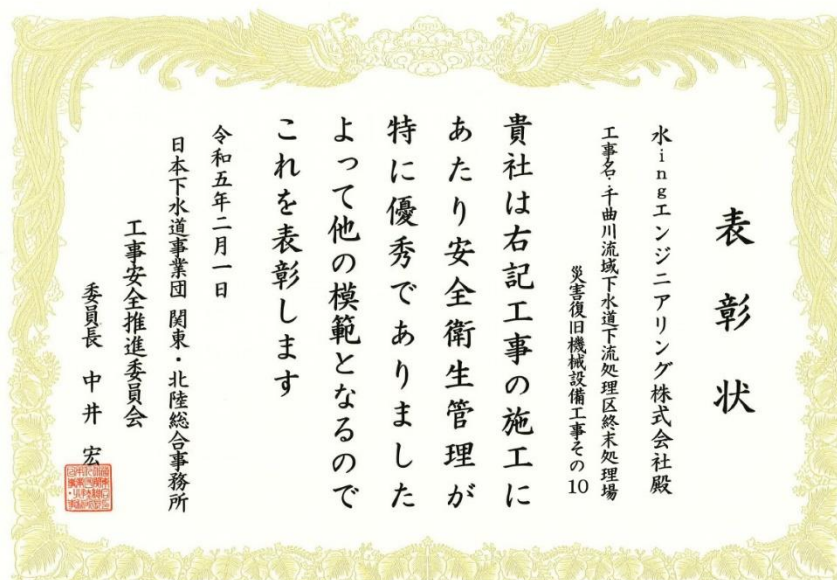 表彰状
水ingエンジニアリング株式会社殿
工事名:千曲川流域下水道下流処理区終末処理場
災害復旧機械設備工事その10
貴社は右記工事の施工に
あたり安全衛生管理が
特に優秀でありました
よって他の模範となるので
これを表彰します
令和五年二月一日
日本下水道事業団 関東・北陸総合事務所
工事安全推進委員会
委員長 中井 宏